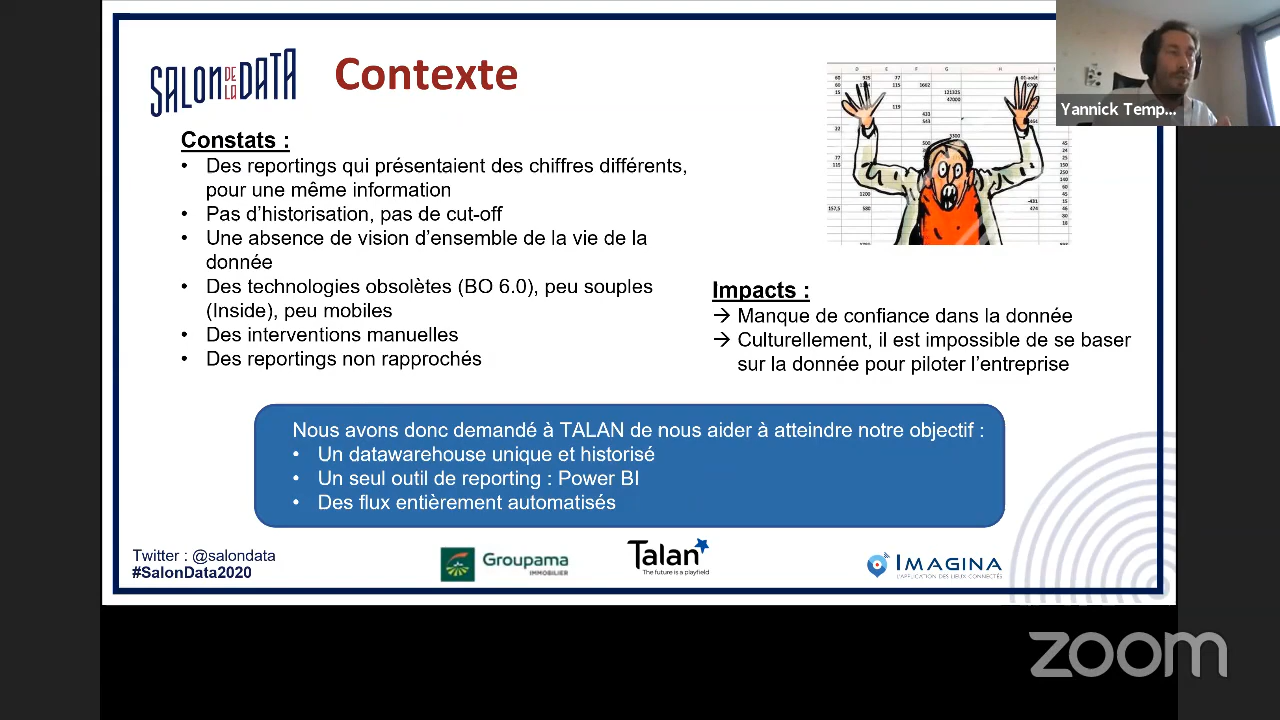 SALON DE LA DATA
Contexte
Yannick Temp...
Constats :
• Des reportings qui présentaient des chiffres différents,
pour une même information
• Pas d'historisation, pas de cut-off
• Une absence de vision d'ensemble de la vie de la
donnée
• Des technologies obsolètes (BO 6.0), peu souples
(Inside), peu mobiles
• Des interventions manuelles
• Des reportings non rapprochés
Impacts :
→ Manque de confiance dans la donnée
→ Culturellement, il est impossible de se baser
sur la donnée pour piloter l'entreprise
Nous avons donc demandé à TALAN de nous aider à atteindre notre objectif :
• Un datawarehouse unique et historisé
• Un seul outil de reporting : Power BI
• Des flux entièrement automatisés
Twitter : @salondata
#SalonData2020
Groupama
IMMOBILIER
Talan
The future is a playfield
IMAGINA
L'APPLICATION DES LIEUX CONNECTÉS
zoom